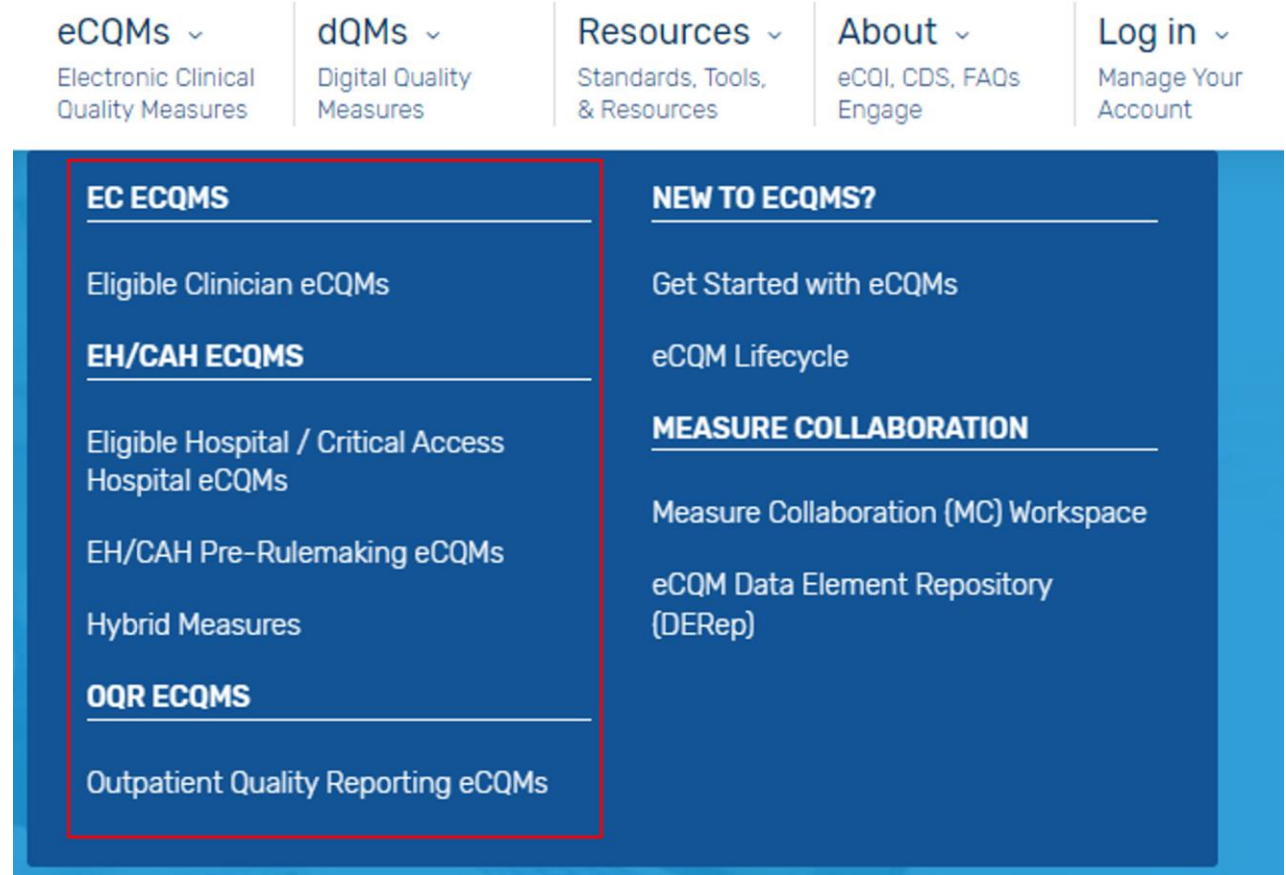 eCQMs
Electronic Clinical
Quality Measures
dQMs
Digital Quality
Measures
Resources
Standards, Tools,
& Resources
About
eCQI, CDS, FAQs
Engage
Log in
Manage Your
Account
EC ECQMS
Eligible Clinician eCQMs
EH/CAH ECQMS
Eligible Hospital / Critical Access
Hospital eCQMs
EH/CAH Pre-Rulemaking eCQMs
Hybrid Measures
OQR ECQMS
Outpatient Quality Reporting eCQMs
NEW TO ECQMS?
Get Started with eCQMs
eCQM Lifecycle
MEASURE COLLABORATION
Measure Collaboration (MC) Workspace
eCQM Data Element Repository
(DERep)